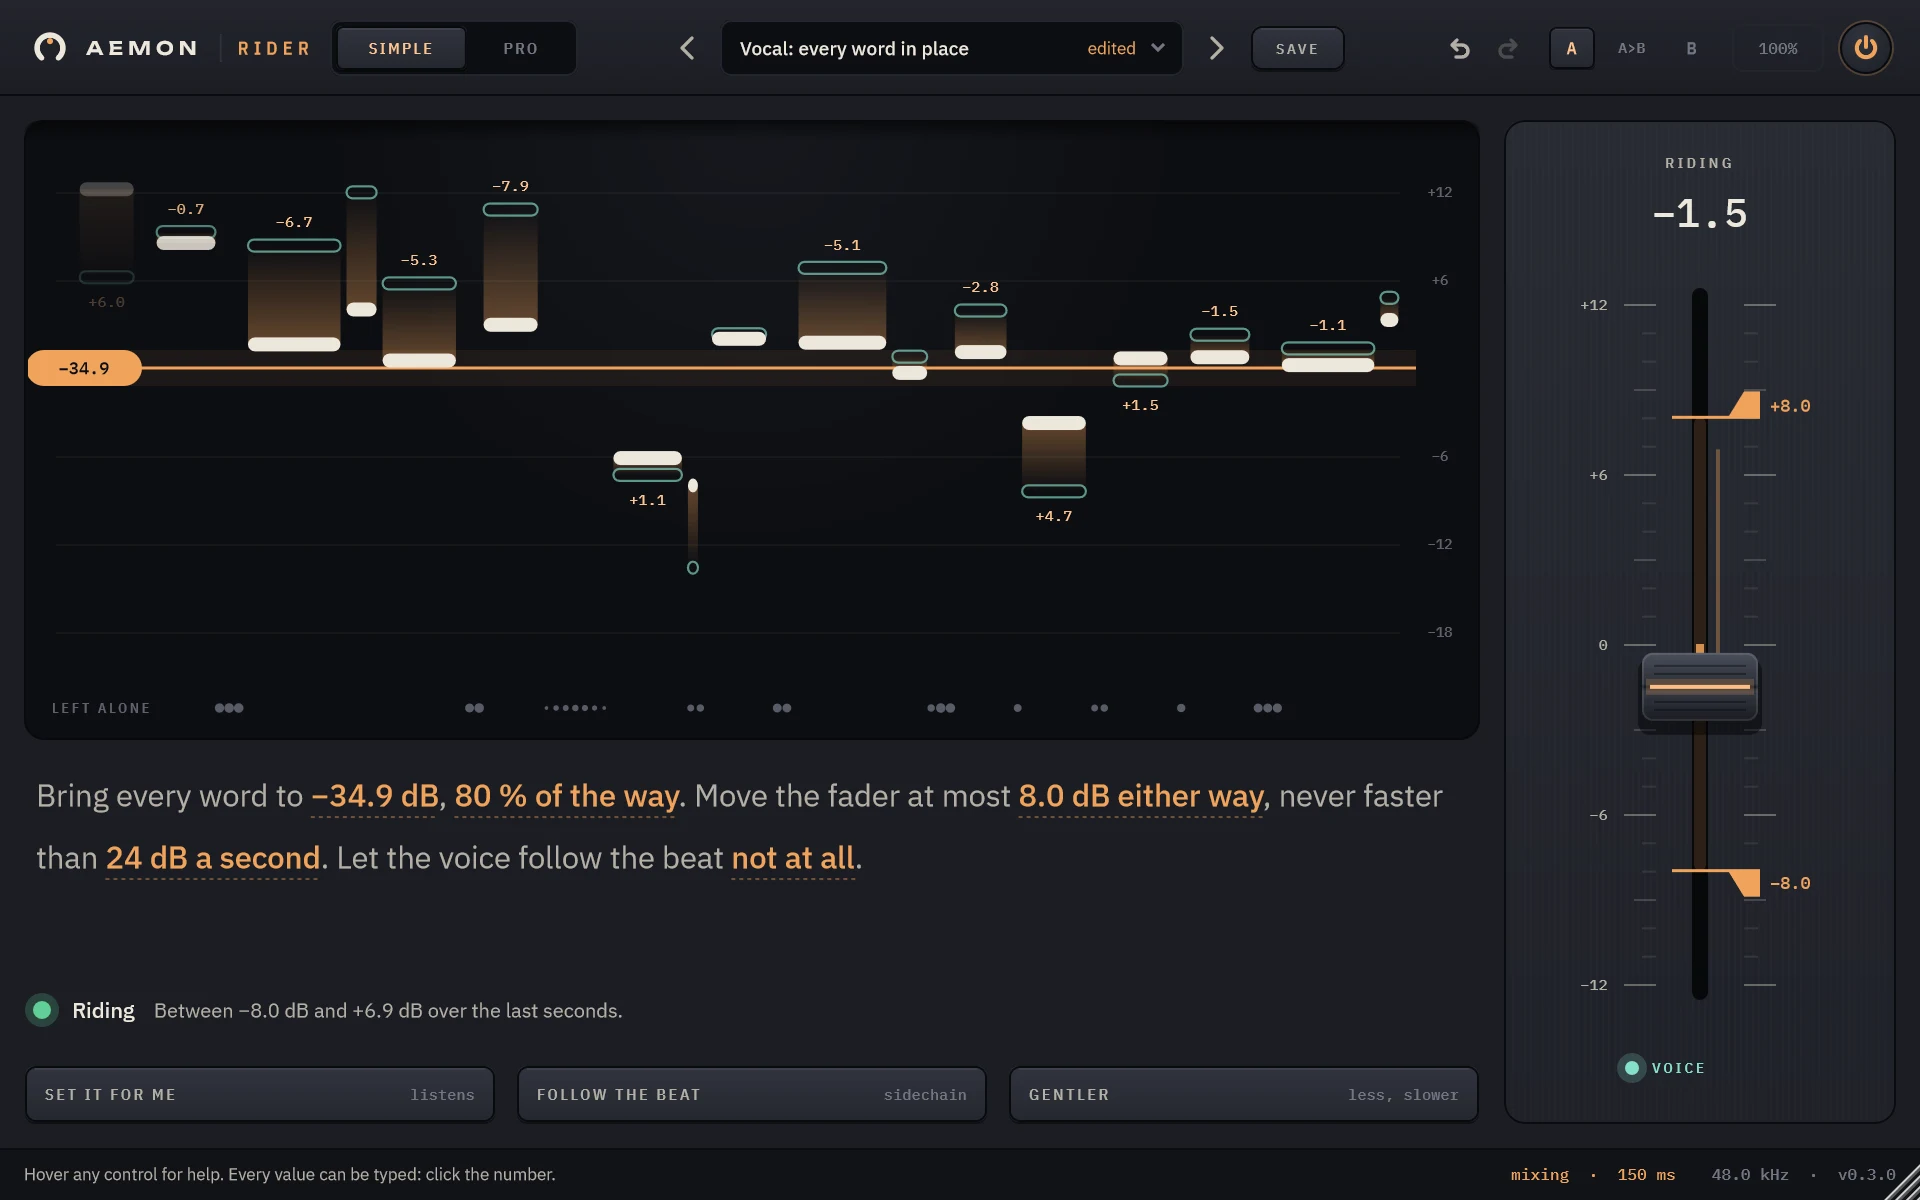 AEMON RIDER SIMPLE PRO Vocal: every word in place edited SAVE A A>B B 100%
RIDING
−1.5
−0.7
−6.7
−5.3
−7.9
−5.1
−2.8
−1.5
−1.1
+6.0
+1.1
+4.7
+1.5
−34.9
+12
+6
−6
−12
−18
LEFT ALONE
+12
+6
0
−6
−12
+8.0
−8.0
VOICE
Bring every word to −34.9 dB, 80 % of the way. Move the fader at most 8.0 dB either way, never faster
than 24 dB a second. Let the voice follow the beat not at all.
Riding Between −8.0 dB and +6.9 dB over the last seconds.
SET IT FOR ME listens
FOLLOW THE BEAT sidechain
GENTLER less, slower
Hover any control for help. Every value can be typed: click the number.
mixing · 150 ms 48.0 kHz · v0.3.0